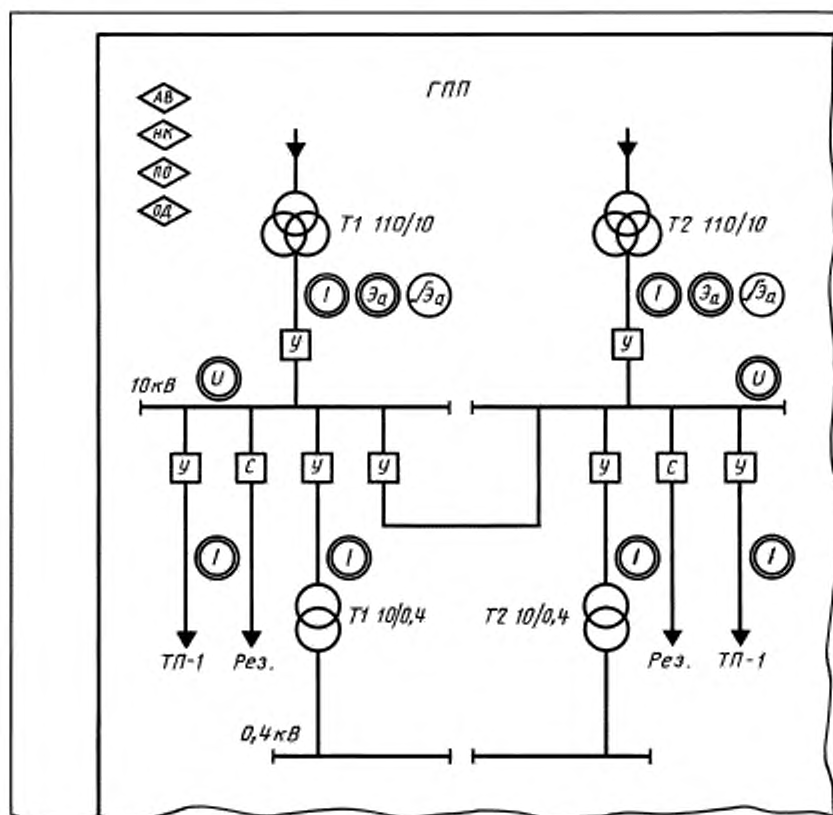 ГПП
АВ
НК
ПО
ОД
Т1 110/10
Т2 110/10
I Эа ∫Эа
I Эа ∫Эа
У
У
10кВ
U
U
У С У У
У С У
I I
I I
Т1 10/0,4
Т2 10/0,4
ТП-1 Рез.
Рез. ТП-1
0,4кВ